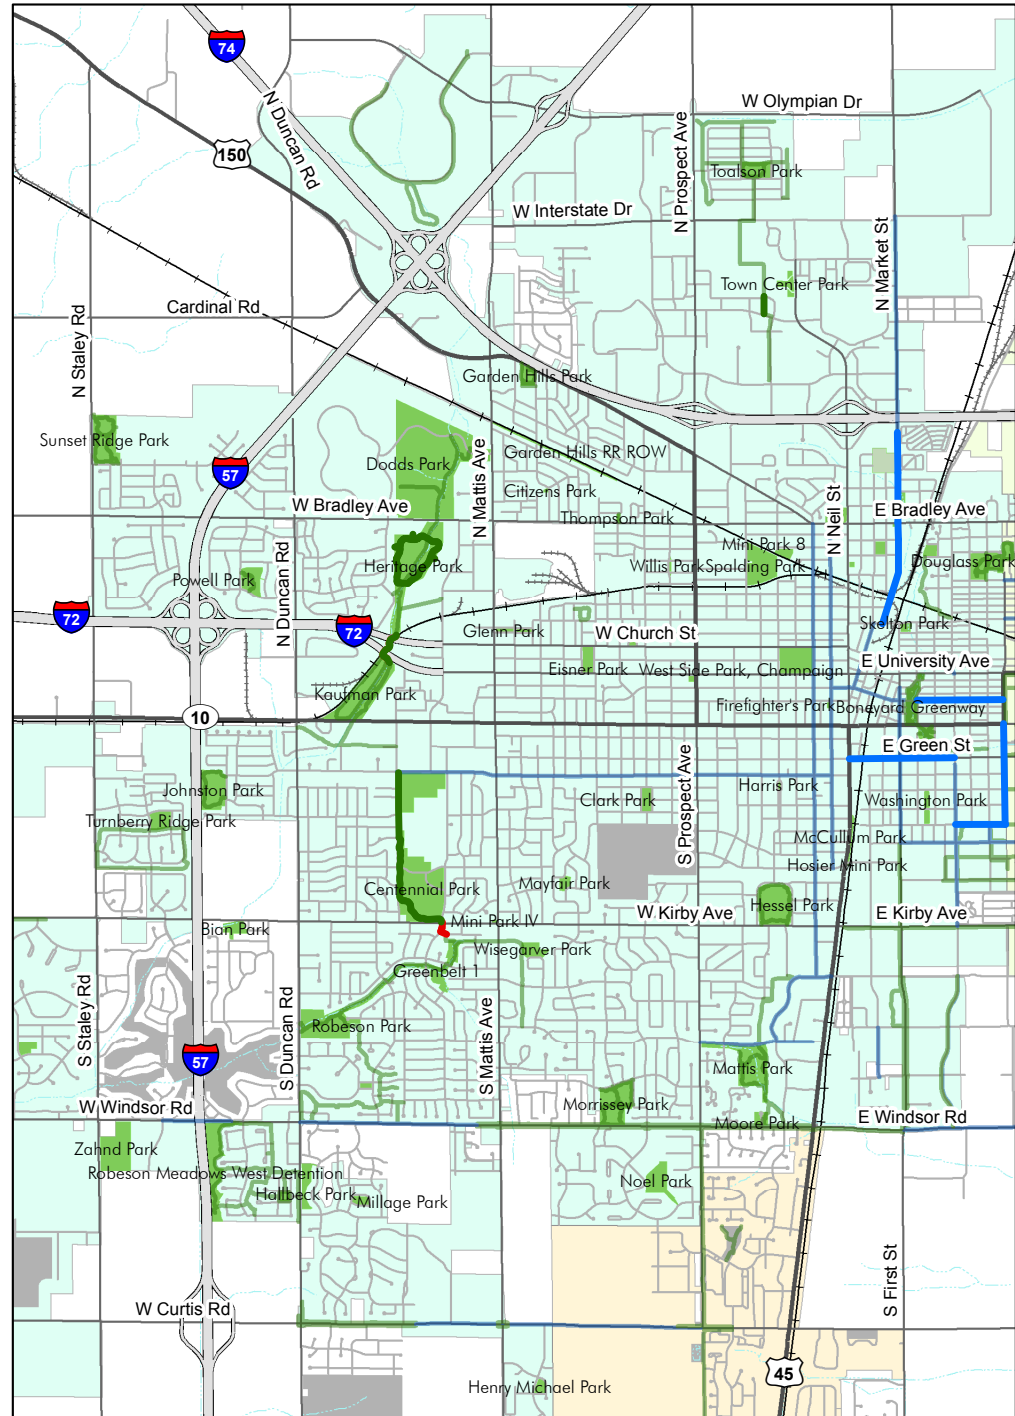 74
W Olympian Dr
N Duncan Rd
150
N Prospect Ave
Toalson Park
W Interstate Dr
N Market St
Town Center Park
Cardinal Rd
N Staley Rd
Garden Hills Park
Sunset Ridge Park
Dodds Park
N Mattis Ave
Garden Hills RR ROW
57
Citizens Park
W Bradley Ave
N Neil St
E Bradley Ave
Thompson Park
Mini Park 8
Heritage Park
Willis Park
Spalding Park
Douglass Park
Powell Park
N Duncan Rd
72
72
Glenn Park
W Church St
Skelton Park
Eisner Park
West Side Park, Champaign
E University Ave
Kaufman Park
Firefighter's Park
Boneyard Greenway
10
E Green St
S Prospect Ave
Johnston Park
Clark Park
Harris Park
Washington Park
Turnberry Ridge Park
McCullum Park
Hosier Mini Park
Centennial Park
Mayfair Park
Hessel Park
Mini Park IV
W Kirby Ave
E Kirby Ave
Bian Park
Wisegarver Park
Greenbelt 1
S Staley Rd
S Duncan Rd
Robeson Park
S Mattis Ave
57
Mattis Park
W Windsor Rd
Morrissey Park
Moore Park
E Windsor Rd
Zahnd Park
Robeson Meadows West Detention
Hallbeck Park
Millage Park
Noel Park
S First St
W Curtis Rd
45
Henry Michael Park